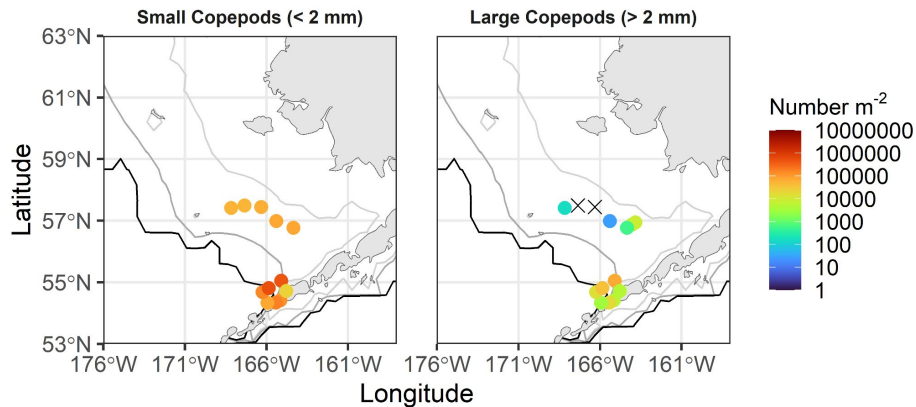 Small Copepods (< 2 mm)
Large Copepods (> 2 mm)
63°N
61°N
59°N
57°N
55°N
53°N
Latitude
176°W 171°W 166°W 161°W
176°W 171°W 166°W 161°W
Longitude
Number m⁻²
10000000
1000000
100000
10000
1000
100
10
1